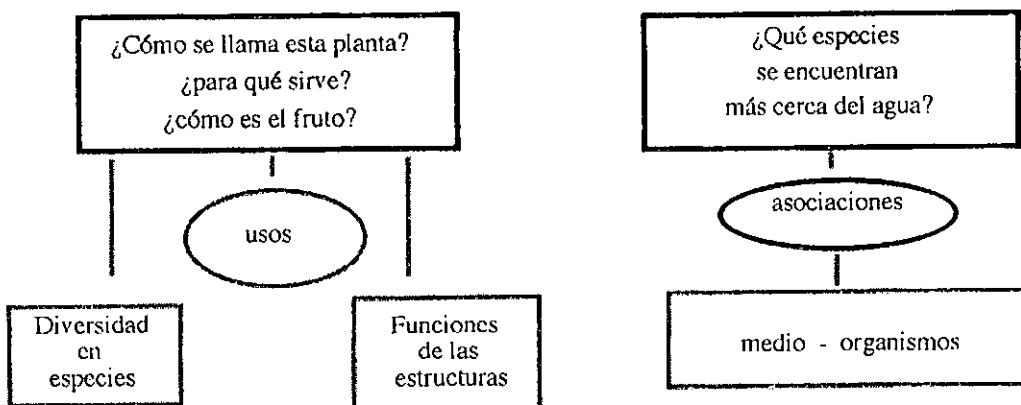 ¿Cómo se llama esta planta?
¿para qué sirve?
¿cómo es el fruto?
¿Qué especies
se encuentran
más cerca del agua?
usos
asociaciones
Diversidad
en
especies
Funciones
de las
estructuras
medio - organismos